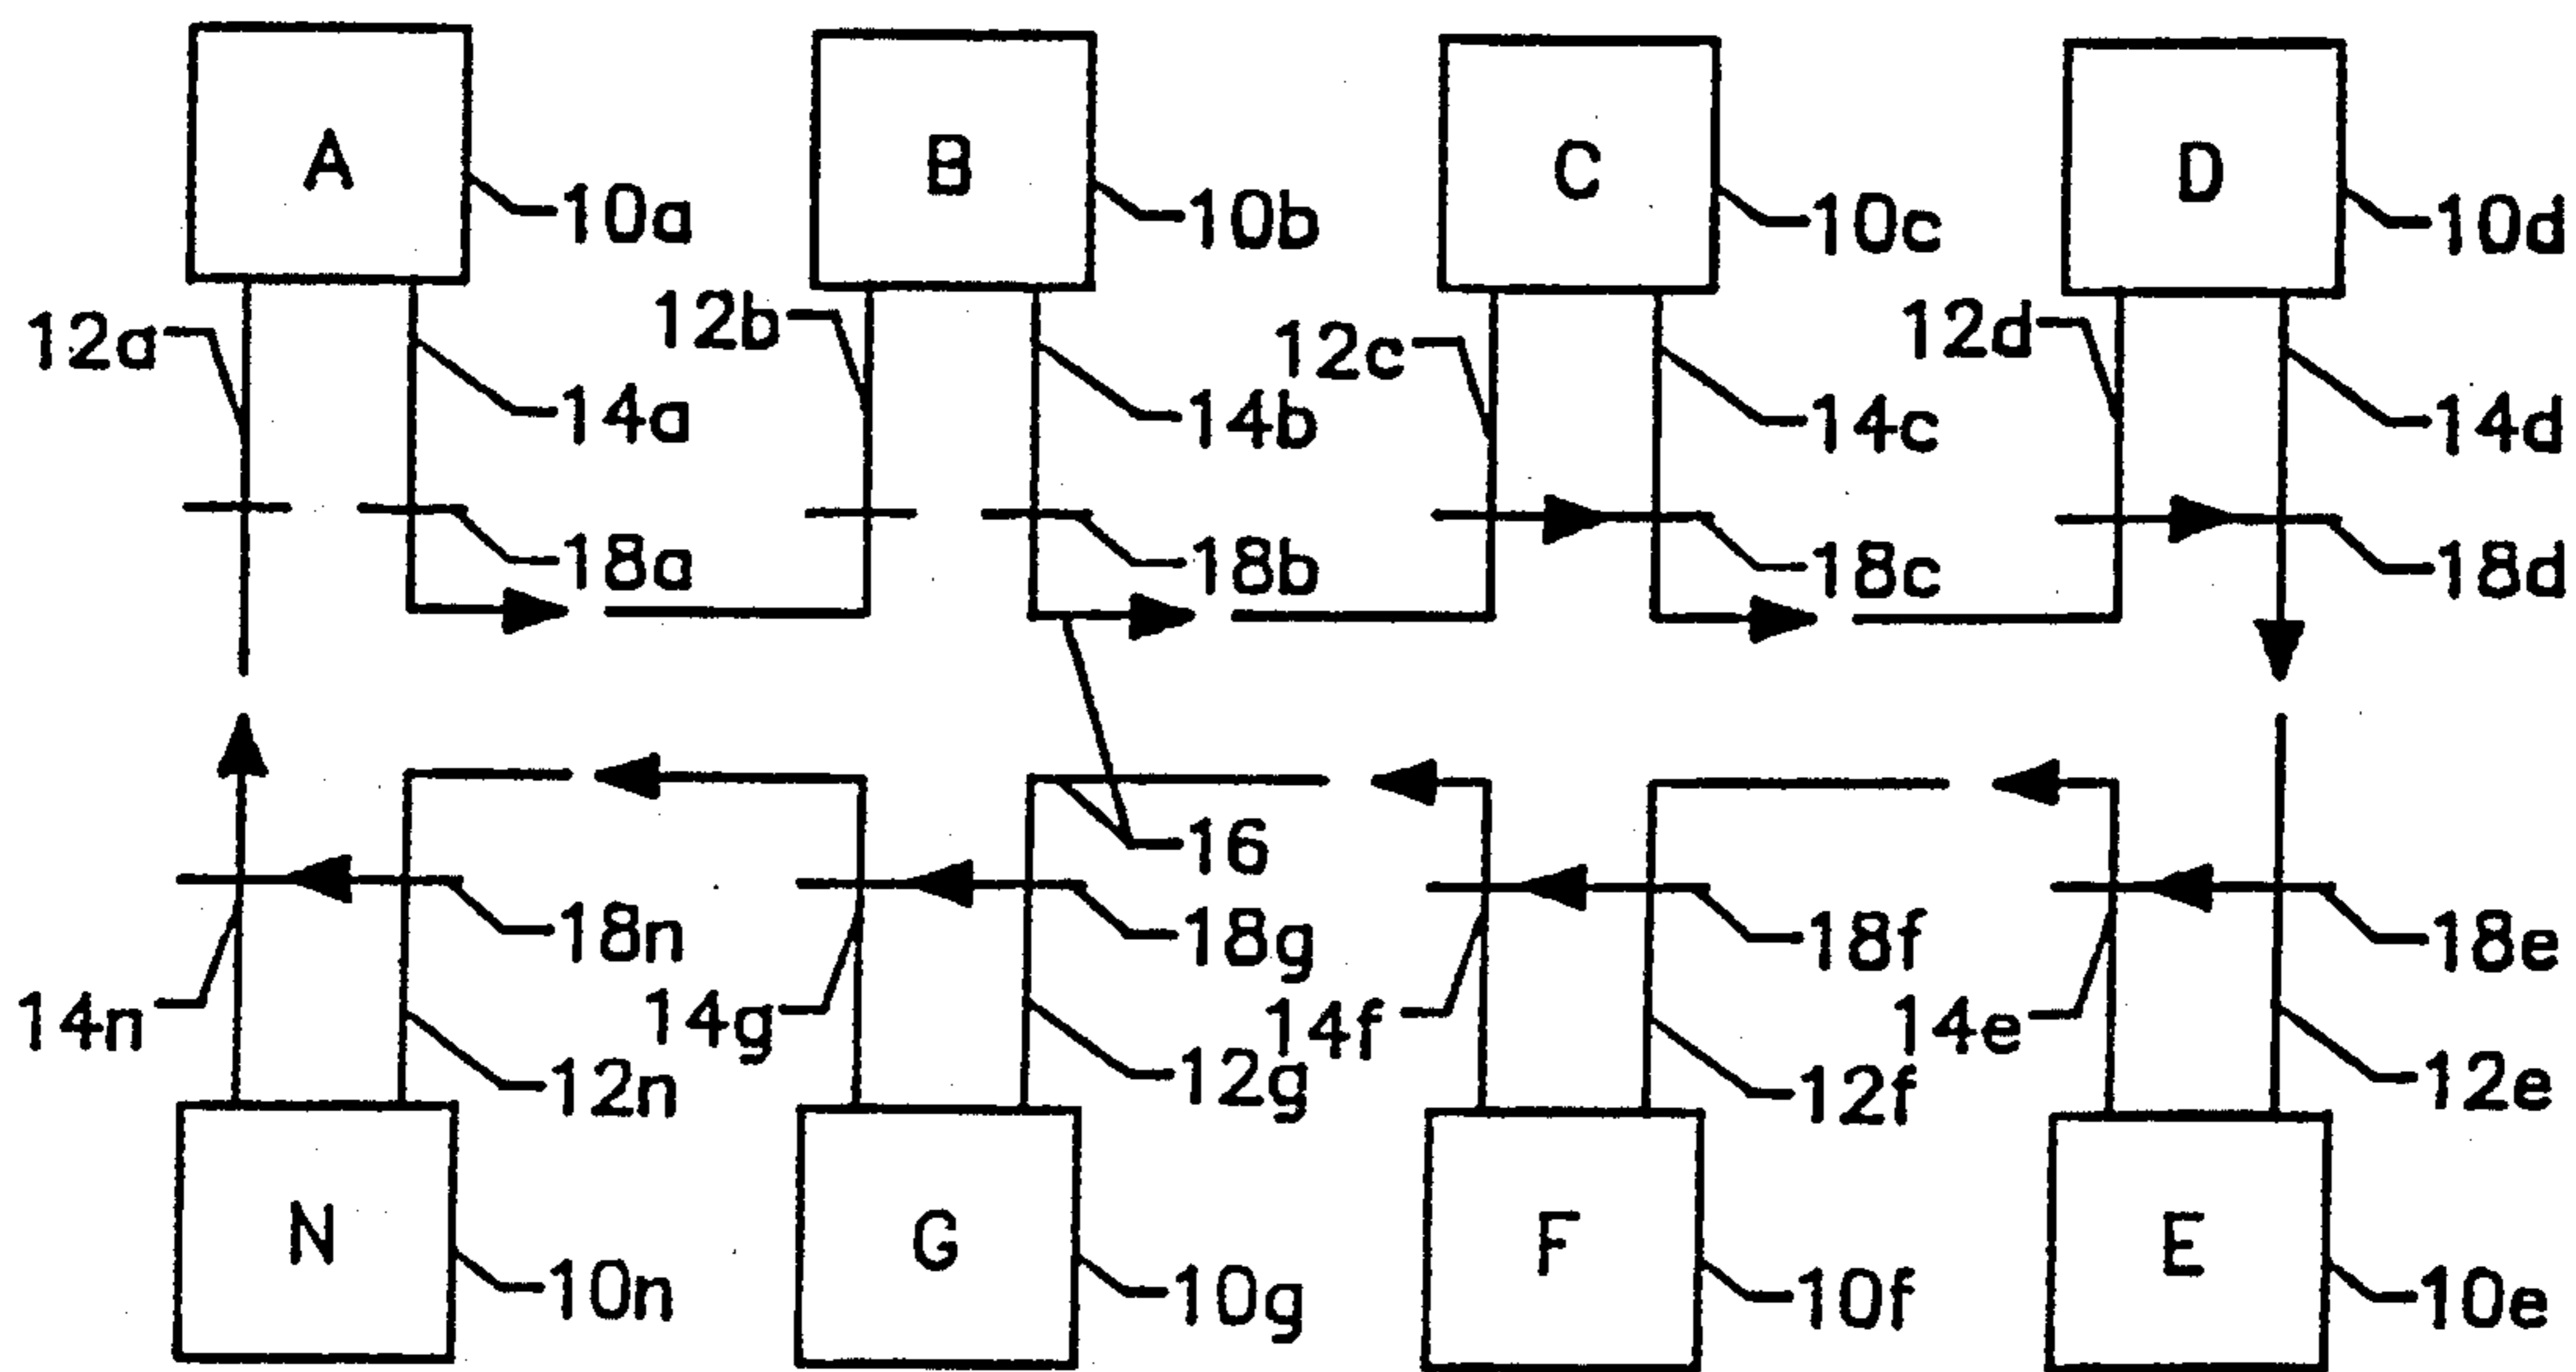 A B C D
10a 10b 10c 10d
12a 12b 12c 12d
14a 14b 14c 14d
18a 18b 18c 18d
16
18n 18g 18f 18e
14n 14g 14f 14e
12n 12g 12f 12e
N G F E
10n 10g 10f 10e